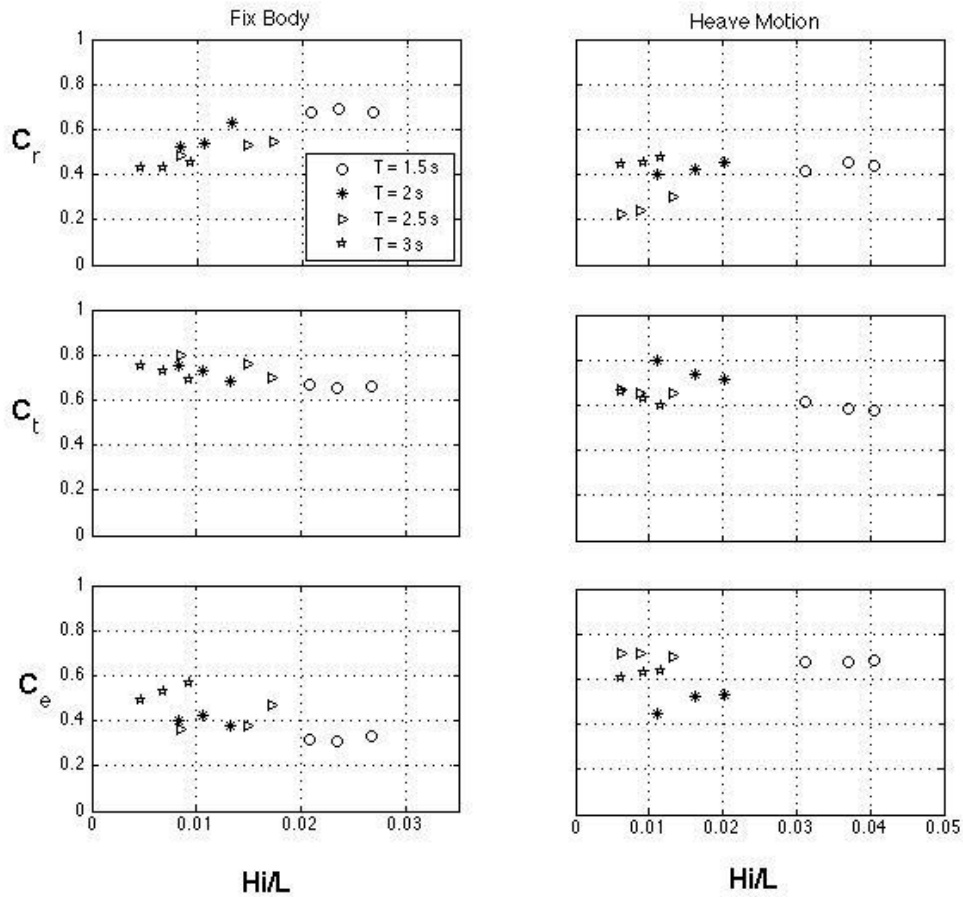 Fix Body
Heave Motion
1
0.8
0.6
0.4
0.2
0
C_r
T = 1.5 s
T = 2 s
T = 2.5 s
T = 3 s
1
0.8
0.6
0.4
0.2
0
C_t
1
0.8
0.6
0.4
0.2
0
C_e
0 0.01 0.02 0.03
0 0.01 0.02 0.03 0.04 0.05
Hi/L
Hi/L